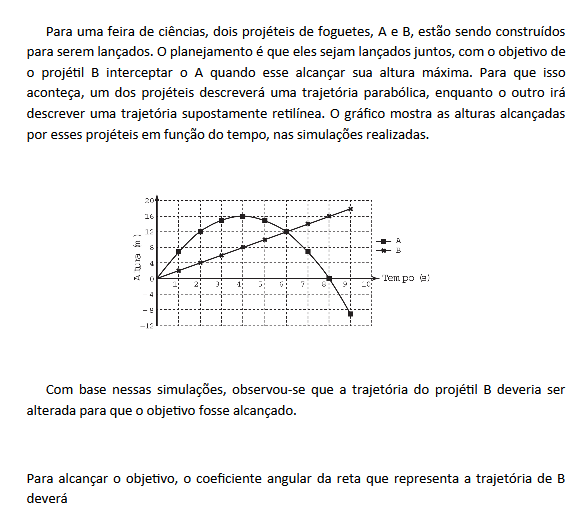 Para uma feira de ciências, dois projéteis de foguetes, A e B, estão sendo construídos
para serem lançados. O planejamento é que eles sejam lançados juntos, com o objetivo de
o projétil B interceptar o A quando esse alcançar sua altura máxima. Para que isso
aconteça, um dos projéteis descreverá uma trajetória parabólica, enquanto o outro irá
descrever uma trajetória supostamente retilínea. O gráfico mostra as alturas alcançadas
por esses projéteis em função do tempo, nas simulações realizadas.
20
16
12
8
4
0
4
-8
-12
Altura (m)
1 2 3 4 5 6 7 8 9 10
Tempo (s)
A
B
Com base nessas simulações, observou-se que a trajetória do projétil B deveria ser
alterada para que o objetivo fosse alcançado.
Para alcançar o objetivo, o coeficiente angular da reta que representa a trajetória de B
deverá